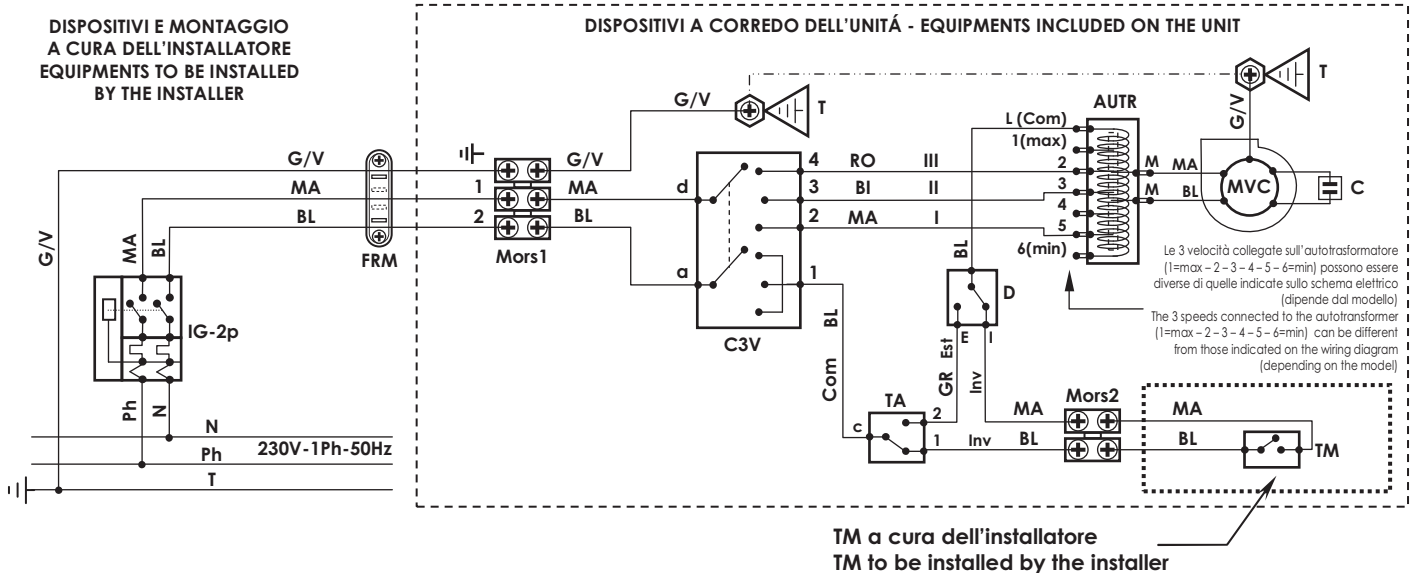 DISPOSITIVI E MONTAGGIO
A CURA DELL'INSTALLATORE
EQUIPMENTS TO BE INSTALLED
BY THE INSTALLER
DISPOSITIVI A CORREDO DELL'UNITÁ - EQUIPMENTS INCLUDED ON THE UNIT
G/V
T
T
G/V
AUTR
L (Com)
1(max)
2
3
4
5
6(min)
G/V
G/V
MA
1
MA
BL
2
BL
FRM
Mors1
d
a
4
RO
III
3
BI
II
2
MA
I
1
C3V
M
MA
M
BL
MVC
C
G/V
MA
BL
IG-2p
Ph
N
N
Ph
230V-1Ph-50Hz
T
BL
Com
BL
D
E
I
Est
GR
Inv
TA
c
2
1
Inv
MA
BL
Mors2
MA
BL
TM
Le 3 velocità collegate sull'autotrasformatore
(1=max – 2 – 3 – 4 – 5 – 6=min) possono essere
diverse di quelle indicate sullo schema elettrico
(dipende dal modello)
The 3 speeds connected to the autotransformer
(1=max – 2 – 3 – 4 – 5 – 6=min) can be different
from those indicated on the wiring diagram
(depending on the model)
TM a cura dell'installatore
TM to be installed by the installer